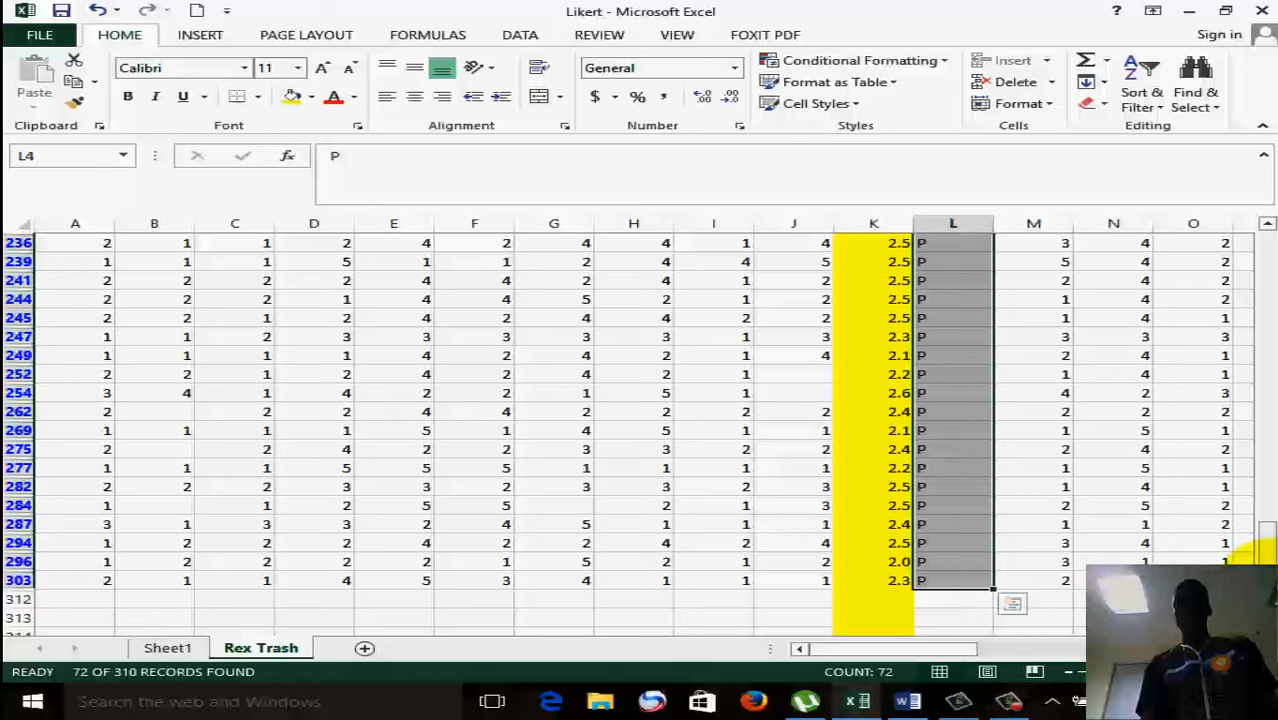 Likert - Microsoft Excel
?
FILE HOME INSERT PAGE LAYOUT FORMULAS DATA REVIEW VIEW FOXIT PDF Sign in
Paste
Calibri 11
B I U
General
$ % ,
Conditional Formatting
Format as Table
Cell Styles
Insert
Delete
Format
Sort & Filter
Find & Select
Clipboard Font Alignment Number Styles Cells Editing
L4 fx P
A B C D E F G H I J K L M N O
236 2 1 1 2 4 2 4 4 1 4 2.5 P 3 4 2
239 1 1 1 5 1 1 2 4 4 5 2.5 P 5 4 2
241 2 2 2 2 4 4 2 4 1 2 2.5 P 2 4 2
244 2 2 2 1 4 4 5 2 1 2 2.5 P 1 4 2
245 2 2 1 2 4 2 4 4 2 2 2.5 P 1 4 1
247 1 1 2 3 3 3 3 3 1 3 2.3 P 3 3 3
249 1 1 1 1 4 2 4 2 1 4 2.1 P 2 4 1
252 2 2 1 2 4 2 4 2 1 2.2 P 1 4 1
254 3 4 1 4 2 2 1 5 1 2.6 P 4 2 3
262 2 2 2 4 4 2 2 2 2 2.4 P 2 2 2
269 1 1 1 1 5 1 4 5 1 1 2.1 P 1 5 1
275 2 2 4 2 2 3 3 2 2 2.4 P 2 4 2
277 1 1 1 5 5 5 1 1 1 1 2.2 P 1 5 1
282 2 2 2 3 3 2 3 3 2 3 2.5 P 1 4 1
284 1 1 2 5 5 2 1 3 2.5 P 2 5 2
287 3 1 3 3 2 4 5 1 1 1 2.4 P 1 1 2
294 1 2 2 2 4 2 2 4 2 4 2.5 P 3 4 1
296 1 2 2 2 2 1 5 2 1 2 2.0 P 3 1 1
303 2 1 1 4 5 3 4 1 1 1 2.3 P 2
312
313
Sheet1 Rex Trash
READY 72 OF 310 RECORDS FOUND COUNT: 72
Search the web and Windows